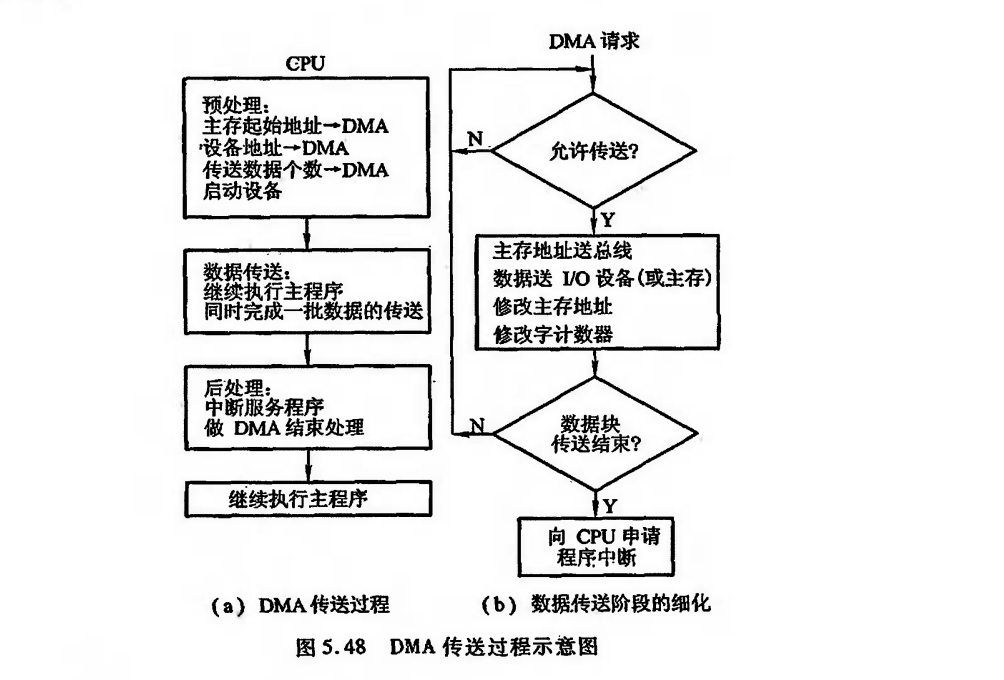 CPU
预处理：
主存起始地址→DMA
设备地址→DMA
传送数据个数→DMA
启动设备
数据传送：
继续执行主程序
同时完成一批数据的传送
后处理：
中断服务程序
做 DMA 结束处理
继续执行主程序
(a) DMA 传送过程
DMA 请求
允许传送?
N
Y
主存地址送总线
数据送 I/O 设备(或主存)
修改主存地址
修改字计数器
数据块
传送结束?
N
Y
向 CPU 申请
程序中断
(b) 数据传送阶段的细化
图 5.48 DMA 传送过程示意图